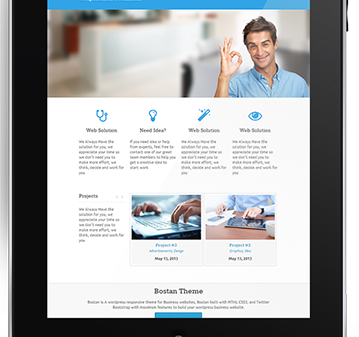 Web Solution
We Always Have the
solution for you, we
appreciate your time so
we don't need you to
make more effort, we
think, decide and work
for you
Need Idea?
If you need idea or help
from experts, feel free to
contact one of our great
team members to help you
get a creative idea to
start work
Web Solution
We Always Have the
solution for you, we
appreciate your time so
we don't need you to
make more effort, we
think, decide and work
for you
Web Solution
We Always Have the
solution for you, we
appreciate your time so
we don't need you to
make more effort, we
think, decide and work
for you
Projects
We Always Have the
solution for you, we
appreciate your time so
we don't need you to
make more effort, we
think, decide and work for
you
Project #2
Advertisements, Design
May 13, 2013
Project #2
Graphics, Idea
May 13, 2013
Bostan Theme
Bostan is A wordpress responsive theme for Business websites, Bostan built with HTML5, CSS3, and Twitter
Bootstrap with maximum features to build your wordpress business website.